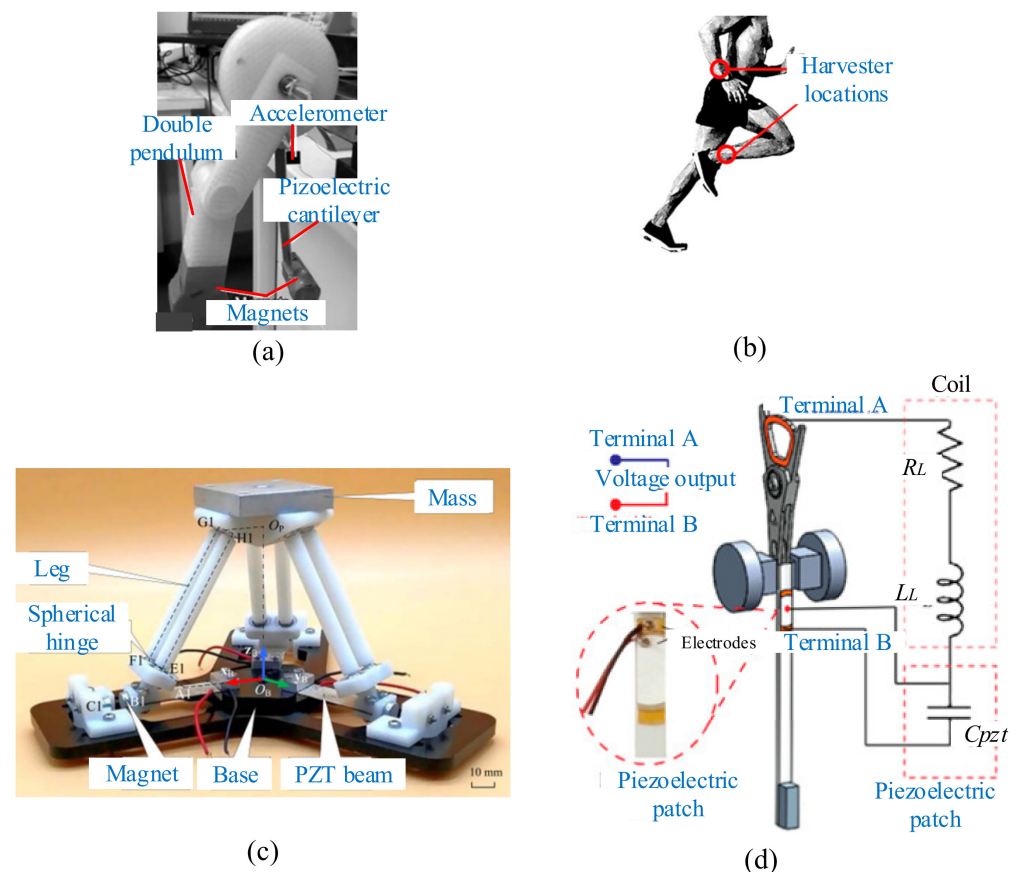 Double
pendulum
Accelerometer
Pizoelectric
cantilever
Magnets
(a)
Harvester
locations
(b)
Mass
G1
H1
Leg
Spherical
hinge
F1
E1
A1
B1
C1
Magnet
Base
PZT beam
10 mm
(c)
Coil
Terminal A
Terminal A
Voltage output
Terminal B
RL
LL
Electrodes
Terminal B
Cpzt
Piezoelectric
patch
Piezoelectric
patch
(d)